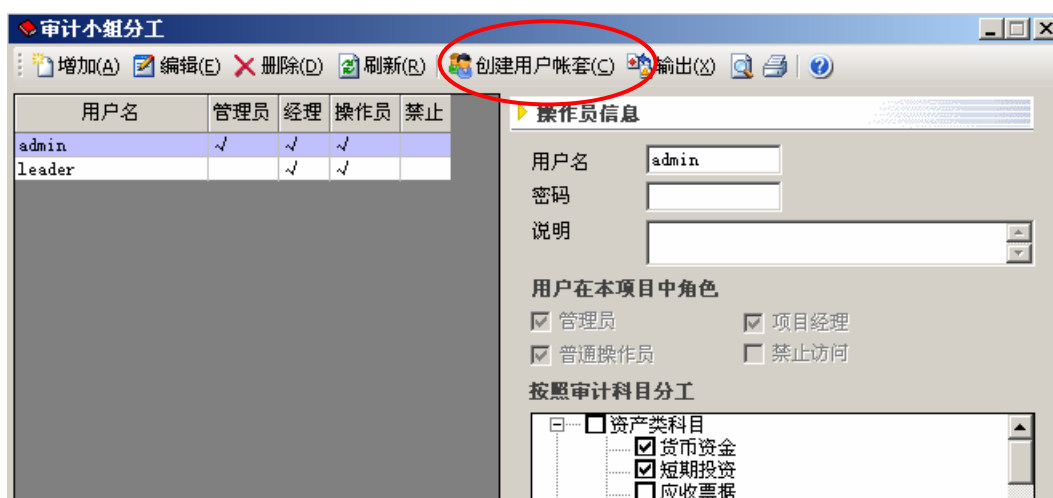 审计小组分工
增加(A) 编辑(E) 删除(D) 刷新(R) 创建用户帐套(C) 输出(X)
用户名 管理员 经理 操作员 禁止
admin √ √ √
leader √ √
操作员信息
用户名 admin
密码
说明
用户在本项目中角色
管理员 项目经理
普通操作员 禁止访问
按照审计科目分工
资产类科目
货币资金
短期投资
应收票据